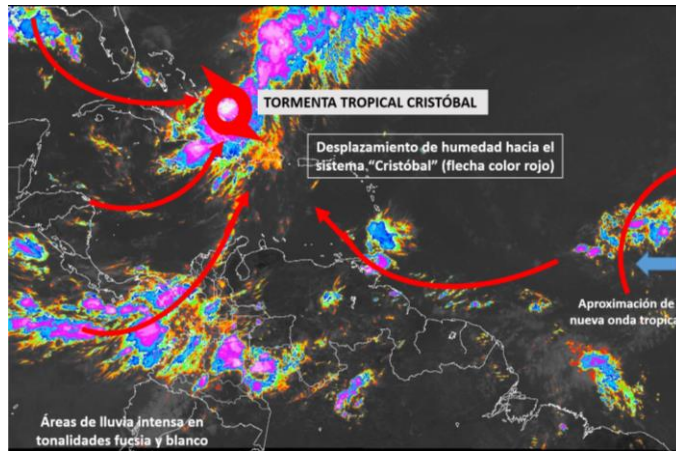 TORMENTA TROPICAL CRISTÓBAL
Desplazamiento de humedad hacia el
sistema "Cristóbal" (flecha color rojo)
Aproximación de
nueva onda tropica
Áreas de lluvia intensa en
tonalidades fucsia y blanco